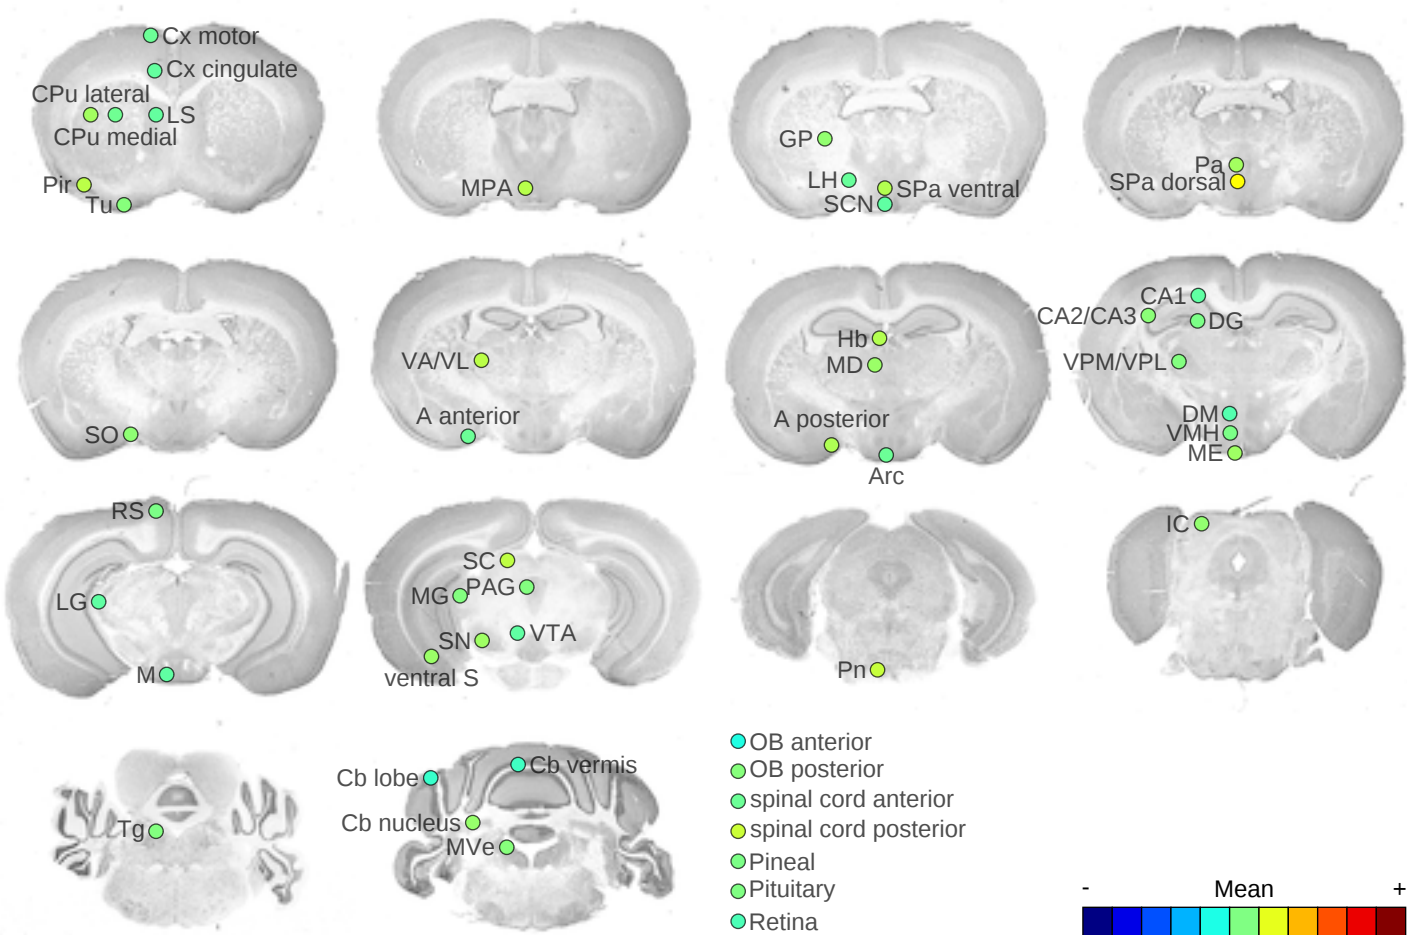 Cx motor
Cx cingulate
CPu lateral
LS
CPu medial
Pir
Tu
MPA
GP
LH
SPa ventral
SCN
Pa
SPa dorsal
SO
VA/VL
A anterior
Hb
MD
A posterior
Arc
CA1
CA2/CA3
DG
VPM/VPL
DM
VMH
ME
RS
LG
M
SC
PAG
MG
SN
VTA
ventral S
Pn
IC
Tg
Cb lobe
Cb vermis
Cb nucleus
MVe
OB anterior
OB posterior
spinal cord anterior
spinal cord posterior
Pineal
Pituitary
Retina
- Mean +